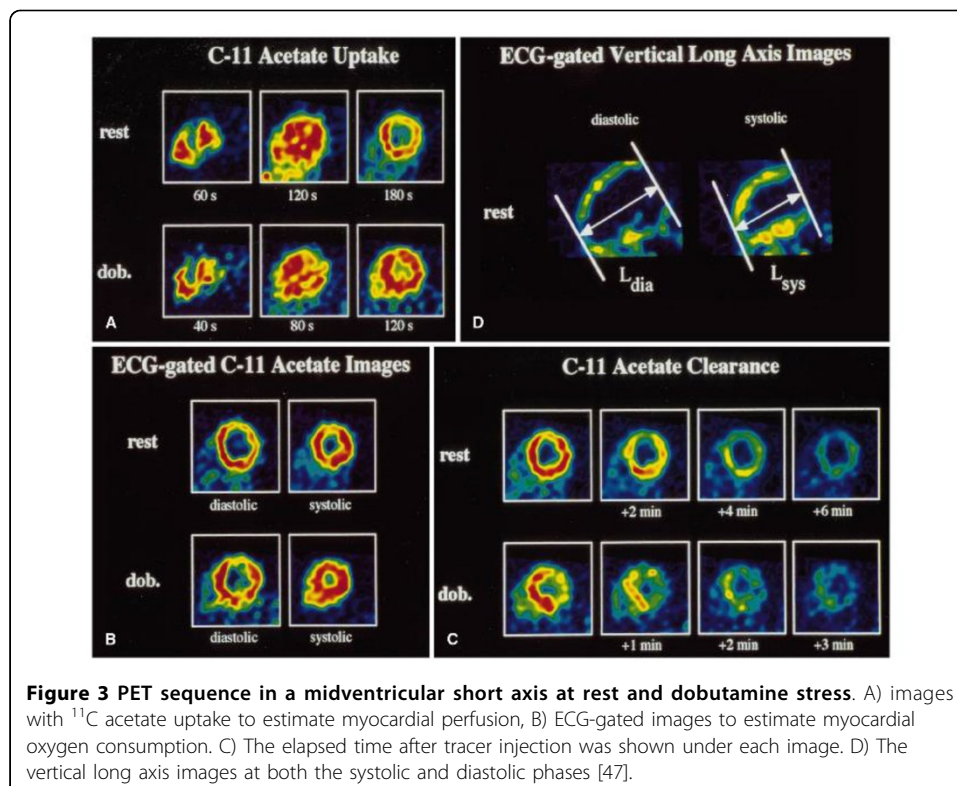 C-11 Acetate Uptake
rest
60 s 120 s 180 s
dob.
A
40 s 80 s 120 s
ECG-gated Vertical Long Axis Images
diastolic systolic
rest
L_dia L_sys
D
ECG-gated C-11 Acetate Images
rest
diastolic systolic
dob.
B
diastolic systolic
C-11 Acetate Clearance
rest
+2 min +4 min +6 min
dob.
C
+1 min +2 min +3 min
Figure 3 PET sequence in a midventricular short axis at rest and dobutamine stress. A) images
with ¹¹C acetate uptake to estimate myocardial perfusion, B) ECG-gated images to estimate myocardial
oxygen consumption. C) The elapsed time after tracer injection was shown under each image. D) The
vertical long axis images at both the systolic and diastolic phases [47].